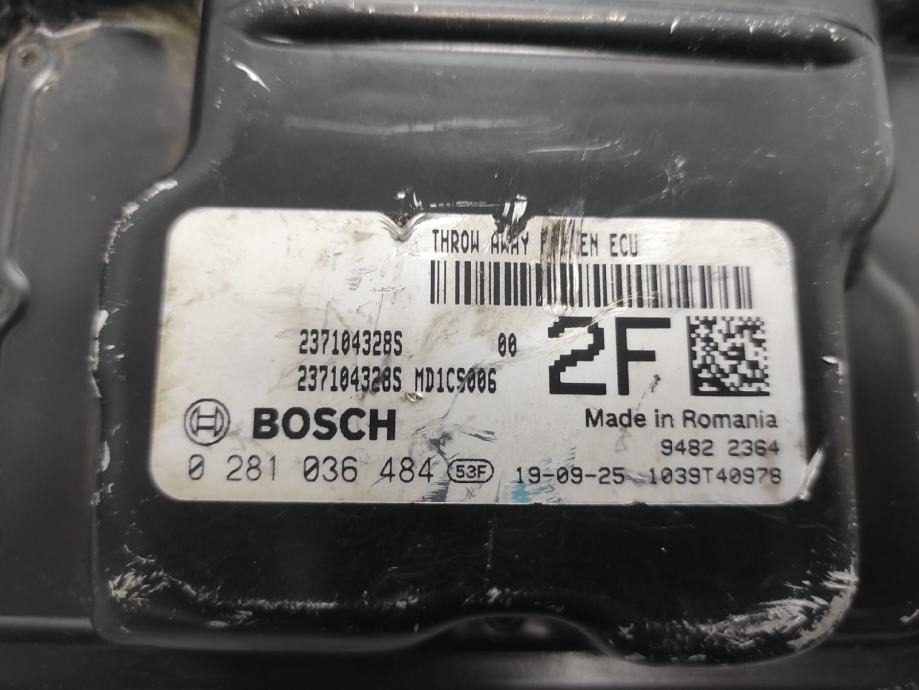 THROW AWAY FALLEN ECU
237104328S 00
237104328S MD1CS006
2F
BOSCH
Made in Romania
9482 2364
0 281 036 484 53F 19-09-25 1039T40978